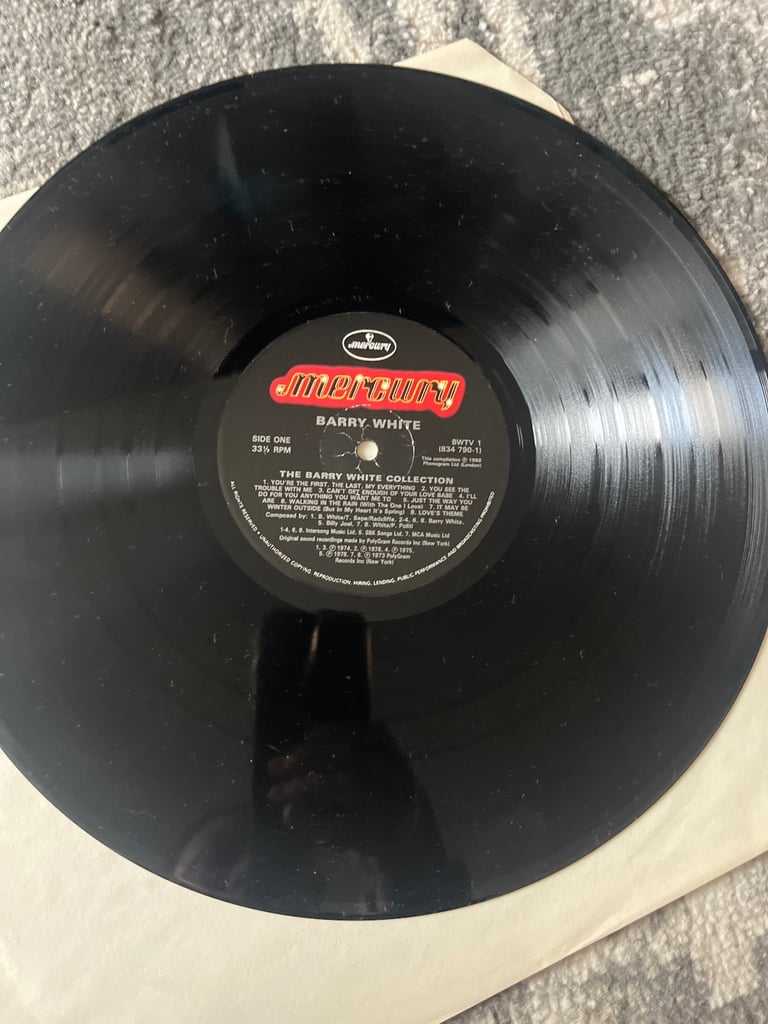 mercury
mercury
BARRY WHITE
SIDE ONE
33⅓ RPM
BWTV 1
(834 790-1)
This compilation ℗ 1988
Phonogram Ltd (London)
THE BARRY WHITE COLLECTION
1. YOU'RE THE FIRST, THE LAST, MY EVERYTHING 2. YOU SEE THE
TROUBLE WITH ME 3. CAN'T GET ENOUGH OF YOUR LOVE BABE 4. I'LL
DO FOR YOU ANYTHING YOU WANT ME TO 5. JUST THE WAY YOU
ARE 6. WALKING IN THE RAIN (With The One I Love) 7. IT MAY BE
WINTER OUTSIDE (But In My Heart It's Spring) 8. LOVE'S THEME
Composed by: 1. B. White/T. Sepe/Radcliffe, 2-4, 6, 8. Barry White,
5. Billy Joel, 7. B. White/P. Politi
1-4, 6, 8. Intersong Music Ltd. 5. SBK Songs Ltd. 7. MCA Music Ltd
Original sound recordings made by PolyGram Records Inc (New York)
1, 3. ℗ 1974, 2. ℗ 1976, 4. ℗ 1975,
5. ℗ 1978, 7, 8. ℗ 1973 PolyGram
Records Inc (New York)
ALL RIGHTS RESERVED • UNAUTHORIZED COPYING, REPRODUCTION, HIRING, LENDING, PUBLIC PERFORMANCE AND BROADCASTING PROHIBITED